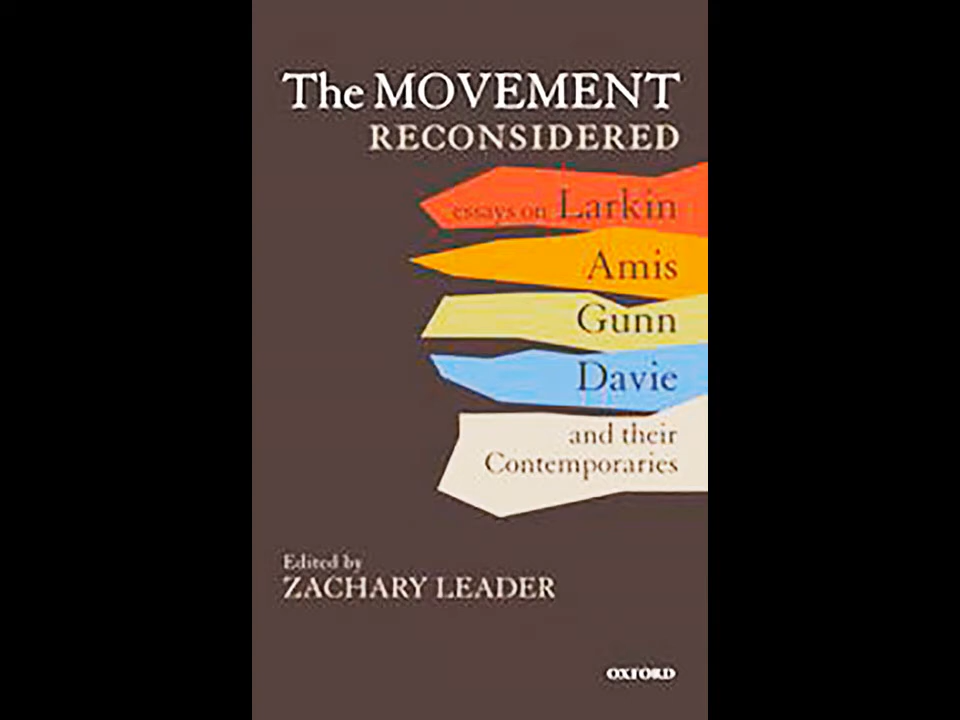 The MOVEMENT
RECONSIDERED
essays on Larkin
Amis
Gunn
Davie
and their
Contemporaries
Edited by
ZACHARY LEADER
OXFORD